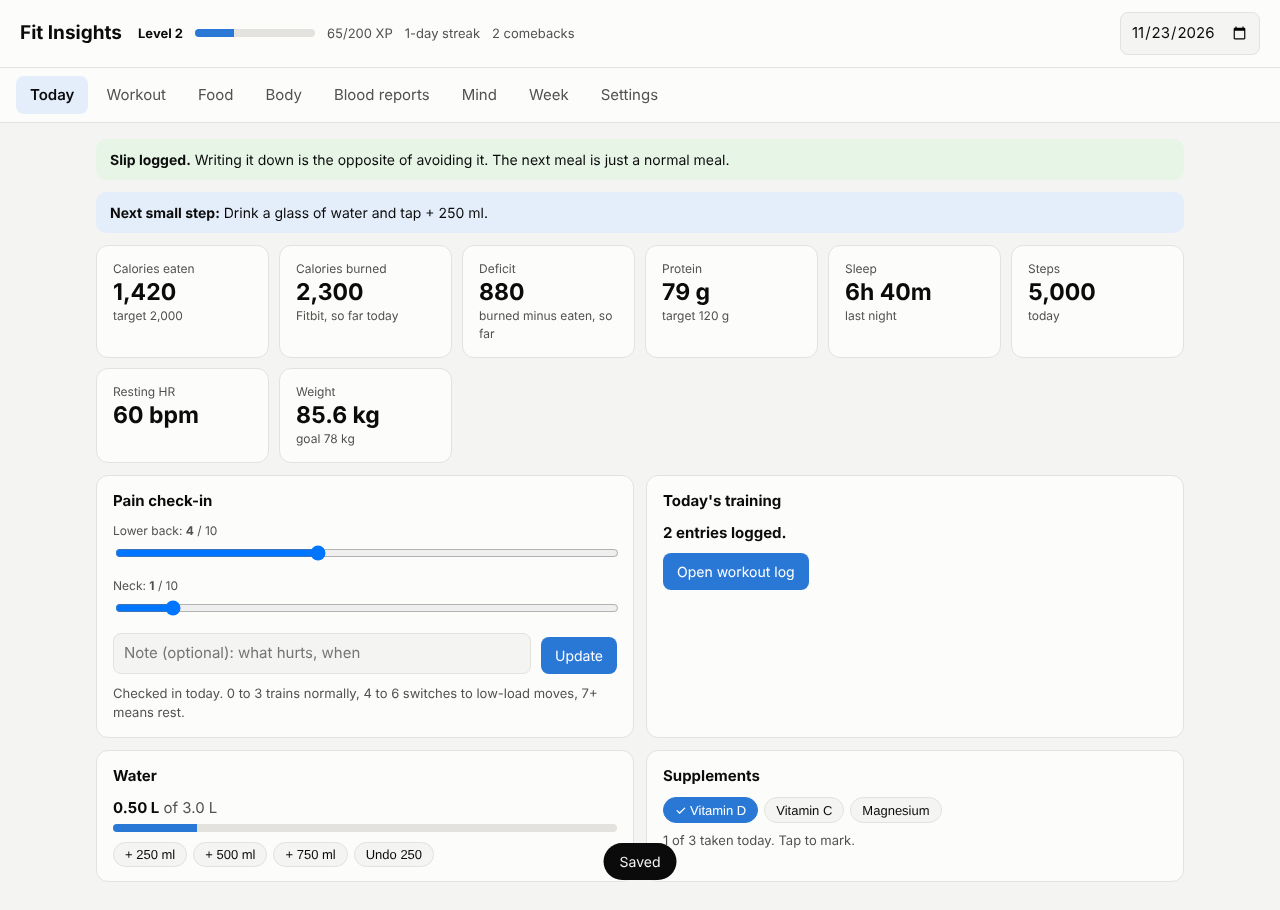 Fit Insights Level 2 65/200 XP 1-day streak 2 comebacks 11/23/2026
Today Workout Food Body Blood reports Mind Week Settings
Slip logged. Writing it down is the opposite of avoiding it. The next meal is just a normal meal.
Next small step: Drink a glass of water and tap + 250 ml.
Calories eaten
1,420
target 2,000
Calories burned
2,300
Fitbit, so far today
Deficit
880
burned minus eaten, so
far
Protein
79 g
target 120 g
Sleep
6h 40m
last night
Steps
5,000
today
Resting HR
60 bpm
Weight
85.6 kg
goal 78 kg
Pain check-in
Lower back: 4 / 10
Neck: 1 / 10
Note (optional): what hurts, when
Update
Checked in today. 0 to 3 trains normally, 4 to 6 switches to low-load moves, 7+
means rest.
Today's training
2 entries logged.
Open workout log
Water
0.50 L of 3.0 L
+ 250 ml + 500 ml + 750 ml Undo 250
Supplements
✓ Vitamin D Vitamin C Magnesium
1 of 3 taken today. Tap to mark.
Saved